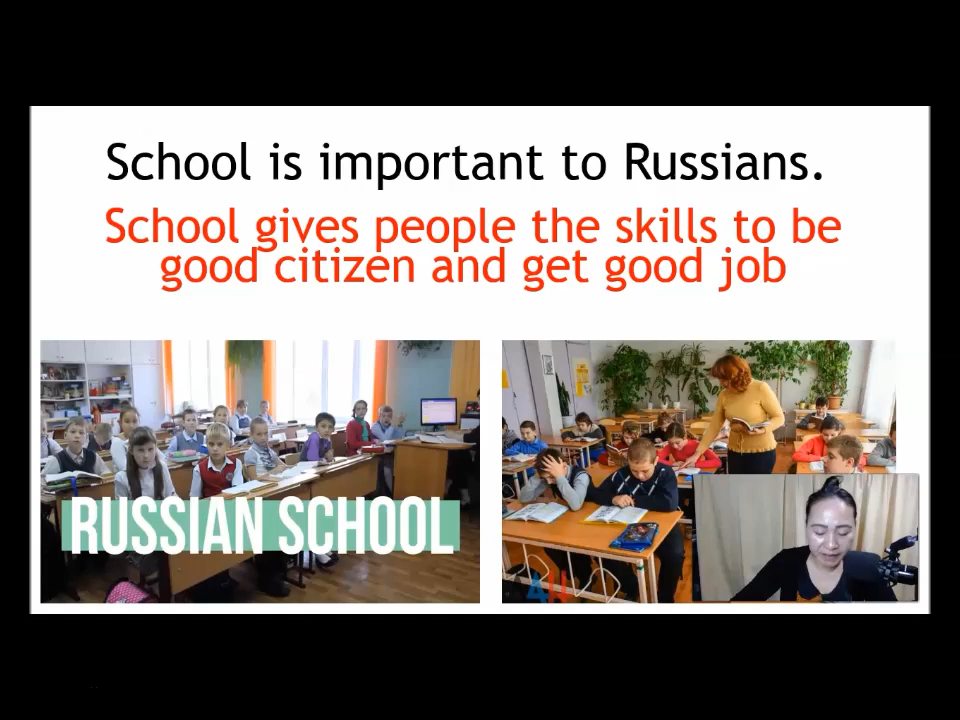 School is important to Russians.
School gives people the skills to be
good citizen and get good job
RUSSIAN SCHOOL